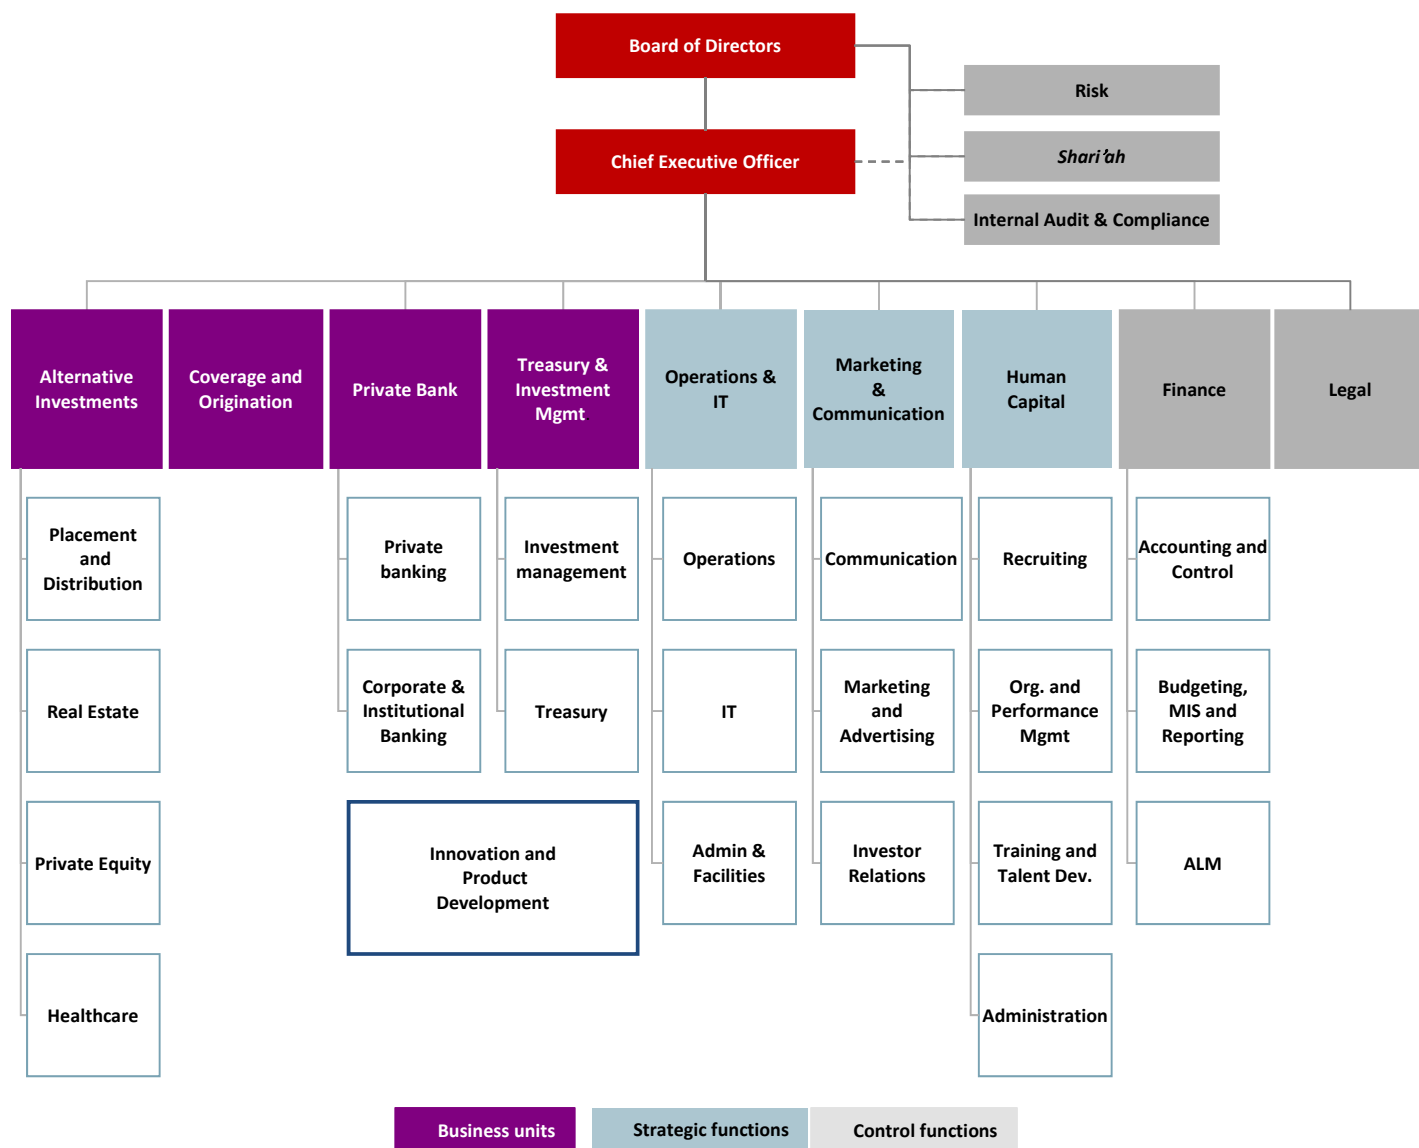 Board of Directors
Risk
Chief Executive Officer
Shari’ah
Internal Audit & Compliance
Alternative
Investments
Coverage and
Origination
Private Bank
Treasury &
Investment
Mgmt.
Operations &
IT
Marketing
&
Communication
Human
Capital
Finance
Legal
Placement
and
Distribution
Private
banking
Investment
management
Operations
Communication
Recruiting
Accounting and
Control
Real Estate
Corporate &
Institutional
Banking
Treasury
IT
Marketing
and
Advertising
Org. and
Performance
Mgmt
Budgeting,
MIS and
Reporting
Private Equity
Innovation and
Product
Development
Admin &
Facilities
Investor
Relations
Training and
Talent Dev.
ALM
Healthcare
Administration
Business units
Strategic functions
Control functions